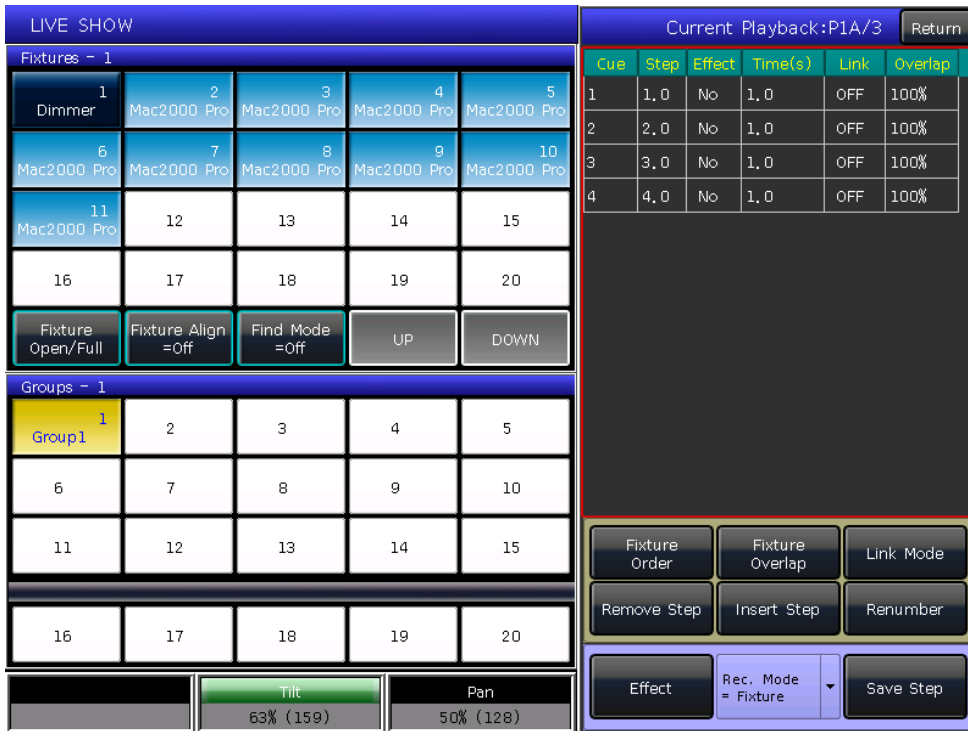 LIVE SHOW
Fixtures - 1
1
Dimmer
2
Mac2000 Pro
3
Mac2000 Pro
4
Mac2000 Pro
5
Mac2000 Pro
6
Mac2000 Pro
7
Mac2000 Pro
8
Mac2000 Pro
9
Mac2000 Pro
10
Mac2000 Pro
11
Mac2000 Pro
12
13
14
15
16
17
18
19
20
Fixture
Open/Full
Fixture Align
=Off
Find Mode
=Off
UP
DOWN
Groups - 1
1
Group1
2
3
4
5
6
7
8
9
10
11
12
13
14
15
16
17
18
19
20
Tilt
63% (159)
Pan
50% (128)
Current Playback:P1A/3
Return
Cue Step Effect Time(s) Link Overlap
1 1.0 No 1.0 OFF 100%
2 2.0 No 1.0 OFF 100%
3 3.0 No 1.0 OFF 100%
4 4.0 No 1.0 OFF 100%
Fixture
Order
Fixture
Overlap
Link Mode
Remove Step
Insert Step
Renumber
Effect
Rec. Mode
= Fixture
Save Step